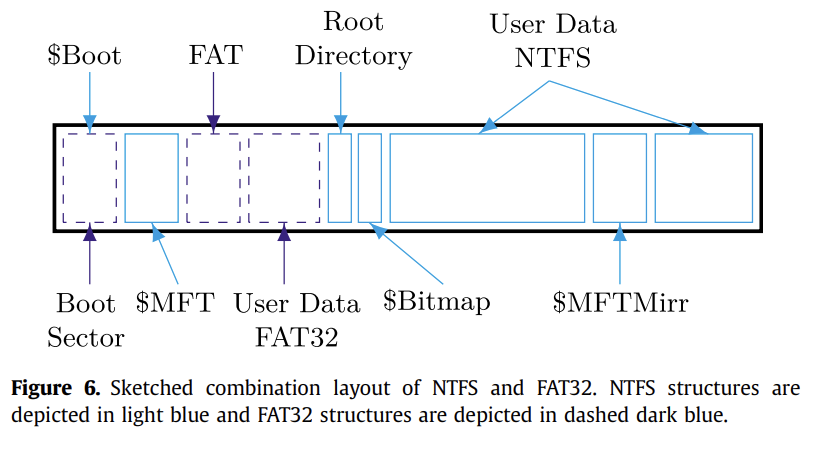 $Boot
FAT
Root
Directory
User Data
NTFS
Boot
Sector
$MFT
User Data
FAT32
$Bitmap
$MFTMirr
Figure 6. Sketched combination layout of NTFS and FAT32. NTFS structures are
depicted in light blue and FAT32 structures are depicted in dashed dark blue.